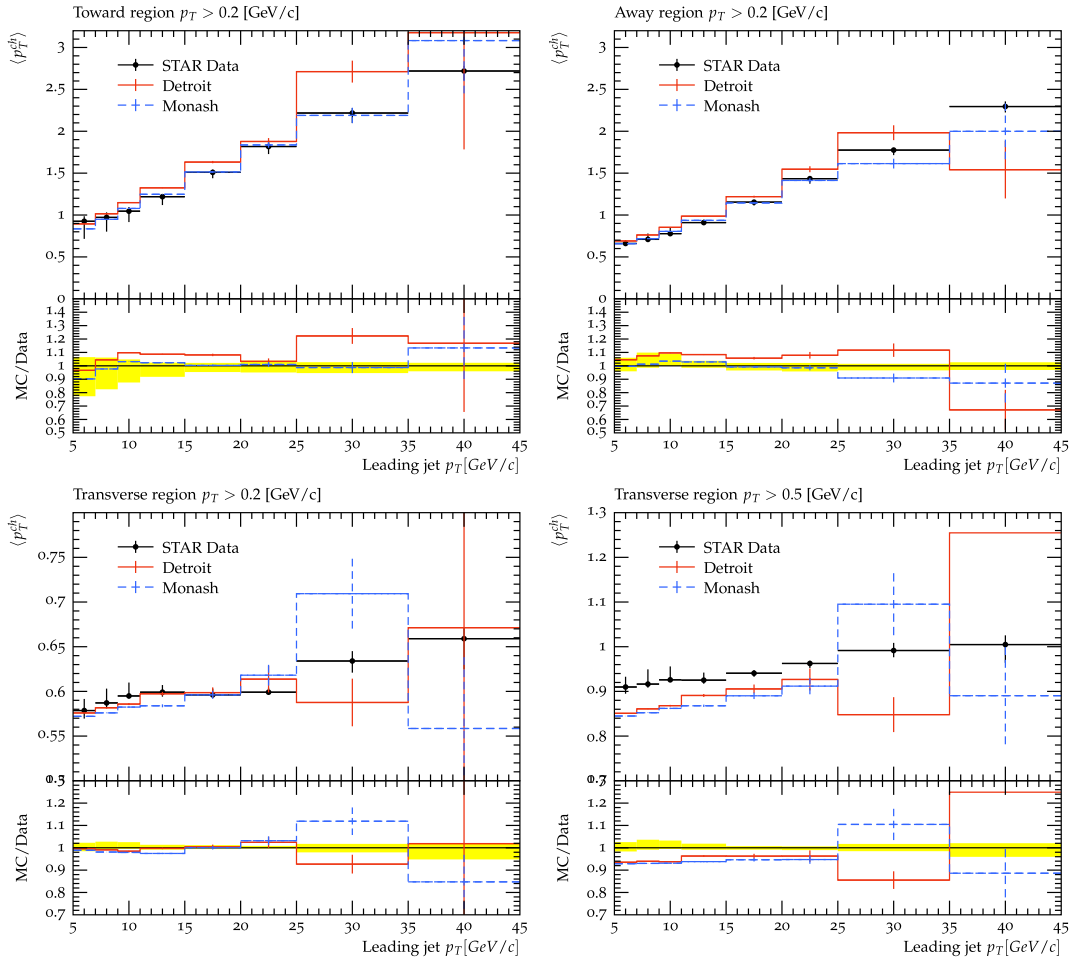 Toward region p_T > 0.2 [GeV/c]
⟨p_T^ch⟩
3
2.5
2
1.5
1
0.5
0
STAR Data
Detroit
Monash
MC/Data
1.4
1.3
1.2
1.1
1.0
0.9
0.8
0.7
0.6
0.5
5 10 15 20 25 30 35 40 45
Leading jet p_T[GeV/c]
Away region p_T > 0.2 [GeV/c]
⟨p_T^ch⟩
3
2.5
2
1.5
1
0.5
0
STAR Data
Detroit
Monash
MC/Data
1.4
1.3
1.2
1.1
1.0
0.9
0.8
0.7
0.6
0.5
5 10 15 20 25 30 35 40 45
Leading jet p_T[GeV/c]
Transverse region p_T > 0.2 [GeV/c]
⟨p_T^ch⟩
0.75
0.7
0.65
0.6
0.55
0.5
STAR Data
Detroit
Monash
MC/Data
1.2
1.1
1.0
0.9
0.8
0.7
5 10 15 20 25 30 35 40 45
Leading jet p_T[GeV/c]
Transverse region p_T > 0.5 [GeV/c]
⟨p_T^ch⟩
1.3
1.2
1.1
1
0.9
0.8
0.7
STAR Data
Detroit
Monash
MC/Data
1.2
1.1
1.0
0.9
0.8
0.7
5 10 15 20 25 30 35 40 45
Leading jet p_T[GeV/c]